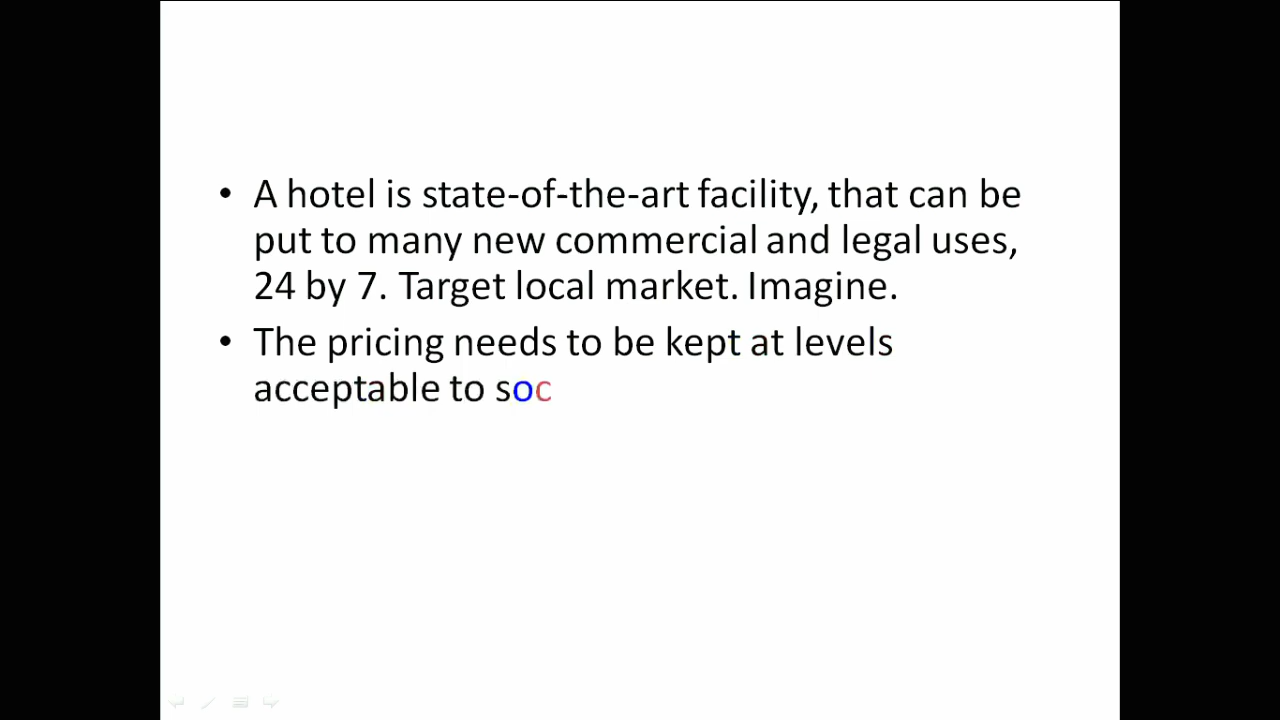 • A hotel is state-of-the-art facility, that can be
put to many new commercial and legal uses,
24 by 7. Target local market. Imagine.
• The pricing needs to be kept at levels
acceptable to soc